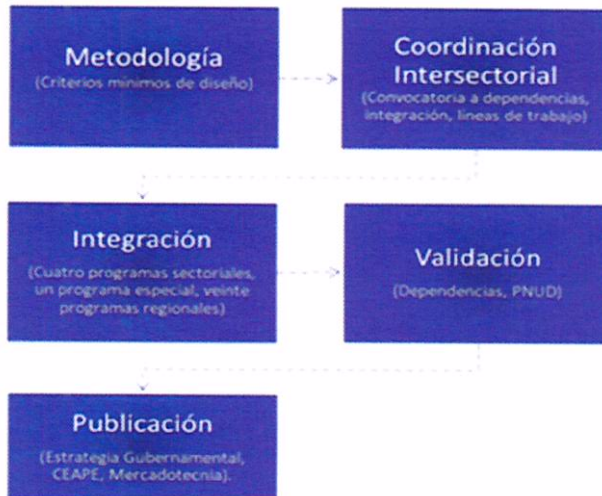 Metodología
(Criterios mínimos de diseño)
Coordinación
Intersectorial
(Convocatoria a dependencias,
integración, líneas de trabajo)
Integración
(Cuatro programas sectoriales,
un programa especial, veinte
programas regionales)
Validación
(Dependencias, PNUD)
Publicación
(Estrategia Gubernamental,
CEAPE, Mercadotecnia).